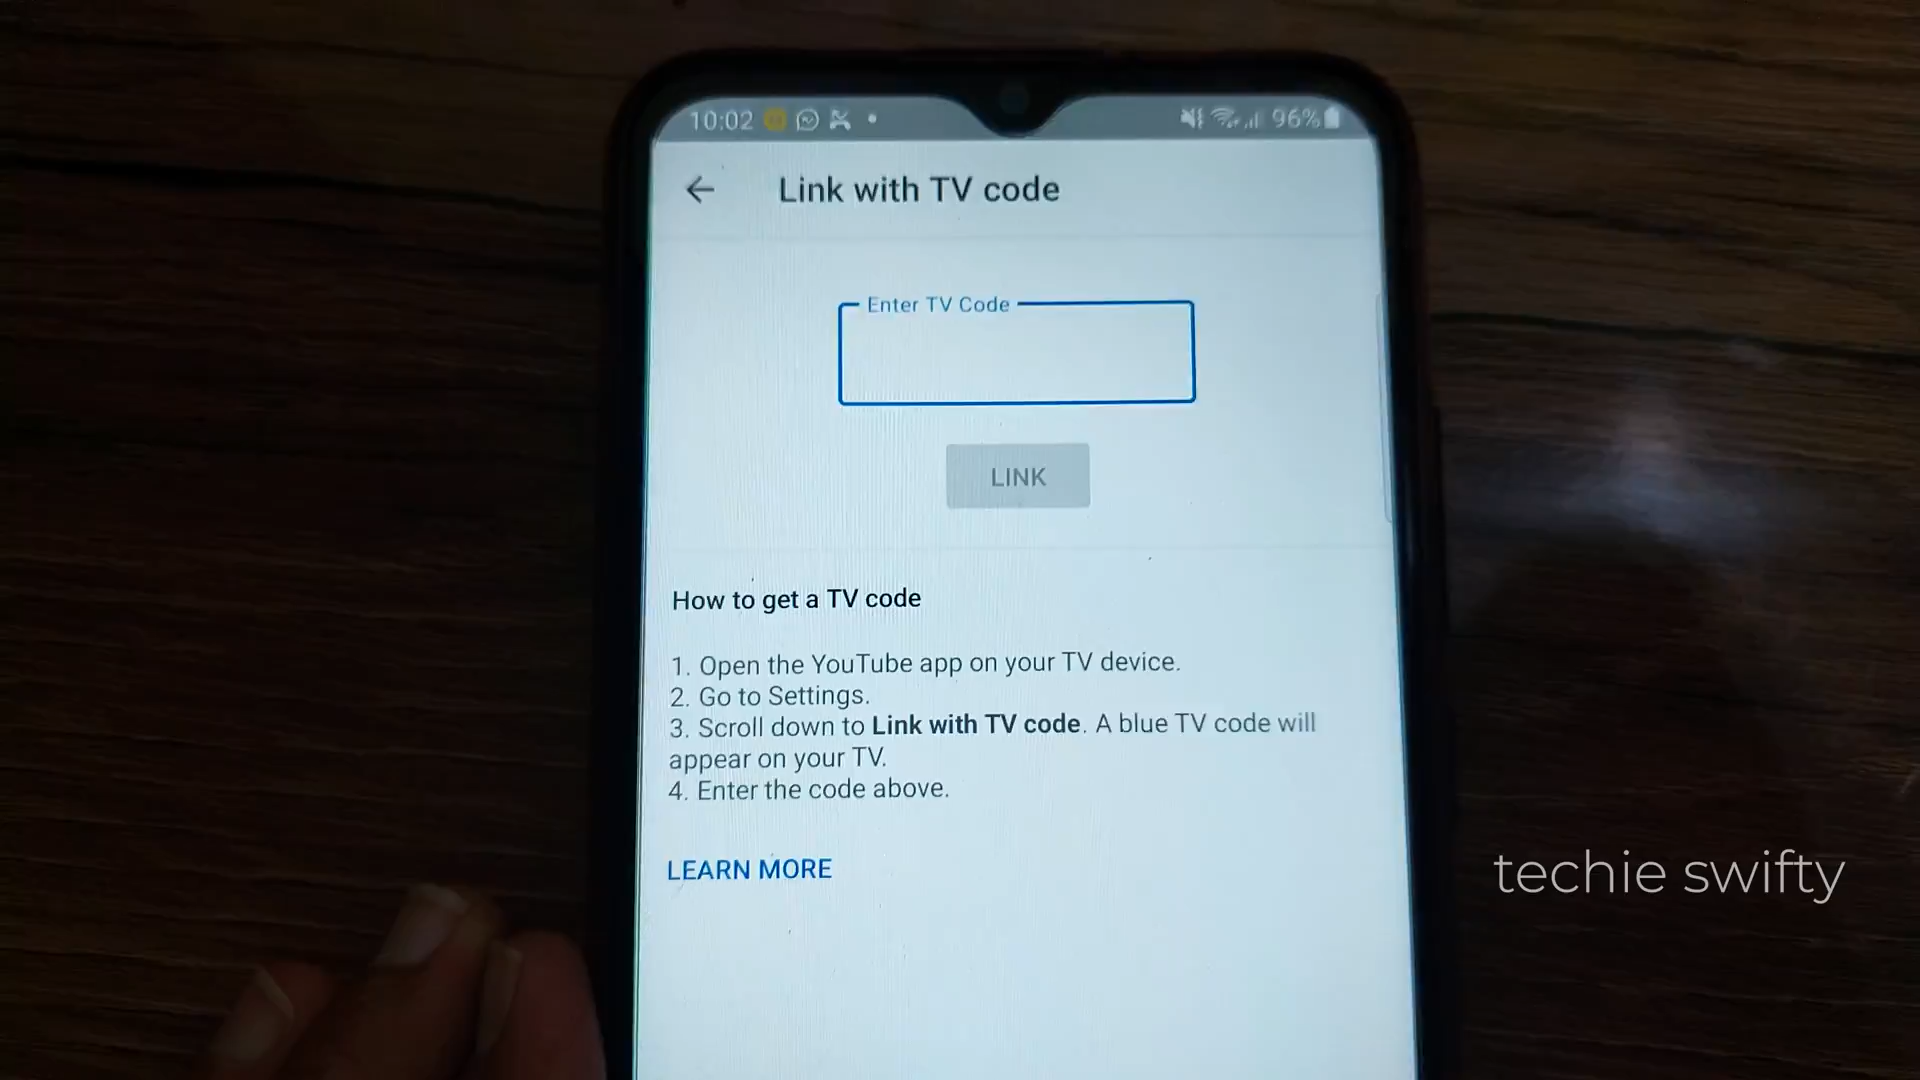 10:02 96%
Link with TV code
Enter TV Code
LINK
How to get a TV code
1. Open the YouTube app on your TV device.
2. Go to Settings.
3. Scroll down to Link with TV code. A blue TV code will
appear on your TV.
4. Enter the code above.
LEARN MORE
techie swifty